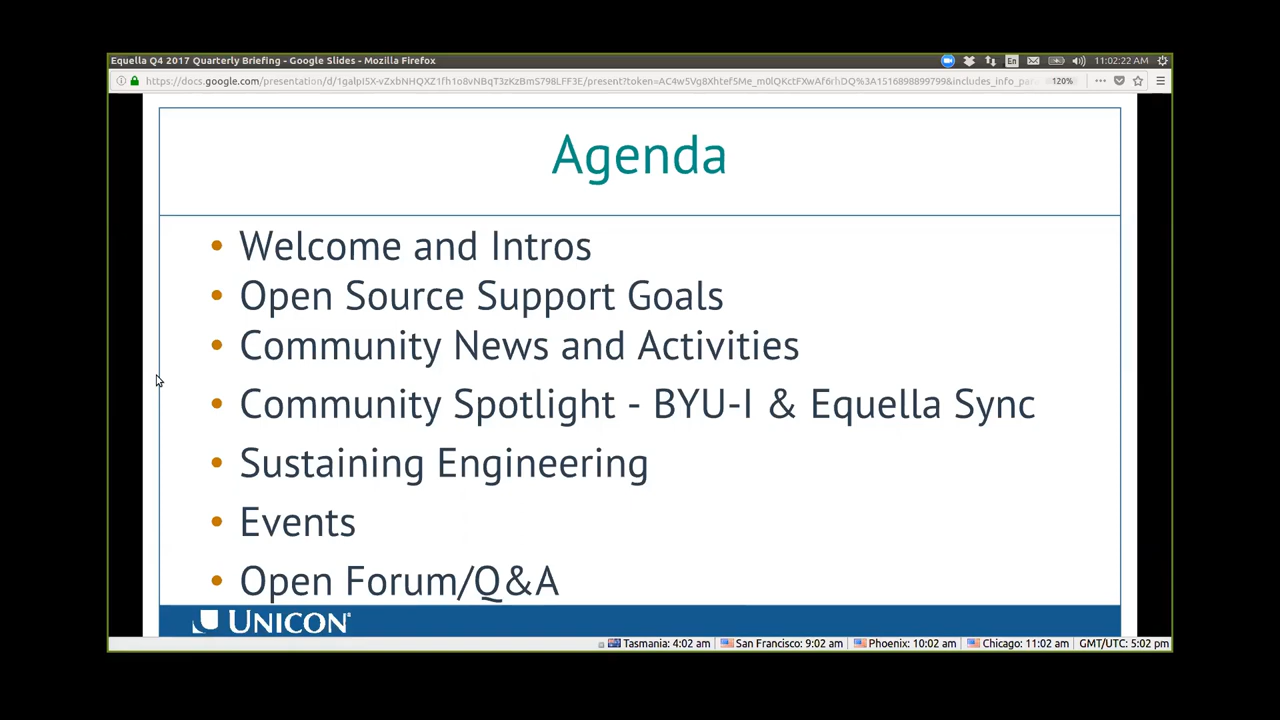 Equella Q4 2017 Quarterly Briefing - Google Slides - Mozilla Firefox
En
11:02:22 AM
120%
Agenda
• Welcome and Intros
• Open Source Support Goals
• Community News and Activities
• Community Spotlight - BYU-I & Equella Sync
• Sustaining Engineering
• Events
• Open Forum/Q&A
UNICON
Tasmania: 4:02 am San Francisco: 9:02 am Phoenix: 10:02 am Chicago: 11:02 am GMT/UTC: 5:02 pm